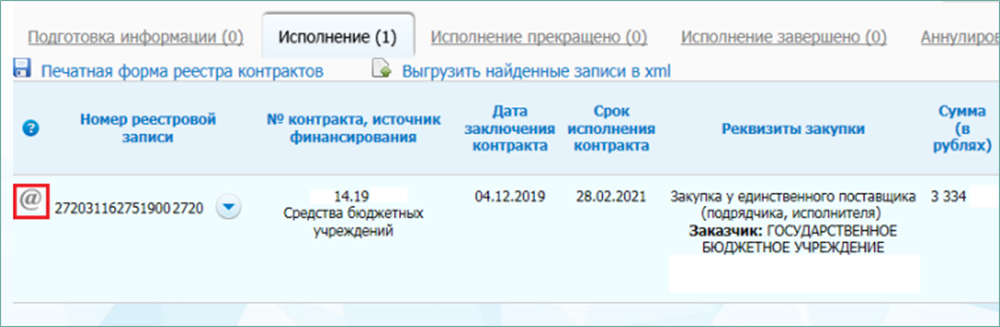 Подготовка информации (0) Исполнение (1) Исполнение прекращено (0) Исполнение завершено (0) Аннулиров
Печатная форма реестра контрактов Выгрузить найденные записи в xml
? Номер реестровой записи № контракта, источник финансирования Дата заключения контракта Срок исполнения контракта Реквизиты закупки Сумма (в рублях)
@ 2720311627519002720 14.19 04.12.2019 28.02.2021 Закупка у единственного поставщика 3 334
Средства бюджетных (подрядчика, исполнителя)
учреждений Заказчик: ГОСУДАРСТВЕННОЕ
БЮДЖЕТНОЕ УЧРЕЖДЕНИЕ